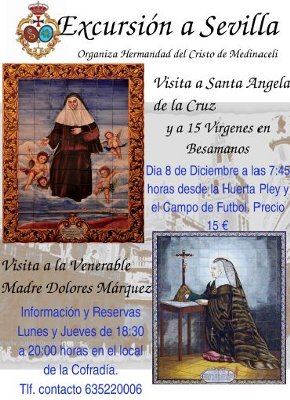 Excursión a Sevilla
Organiza Hermandad del Cristo de Medinaceli
Visita a Santa Angela
de la Cruz
y a 15 Vírgenes en
Besamanos
Dia 8 de Diciembre a las 7:45
horas desde la Huerta Pley y
el Campo de Futbol. Precio
15 €
Visita a la Venerable
Madre Dolores Márquez
Información y Reservas
Lunes y Jueves de 18:30
a 20:00 horas en el local
de la Cofradía.
Tlf. contacto 635220006